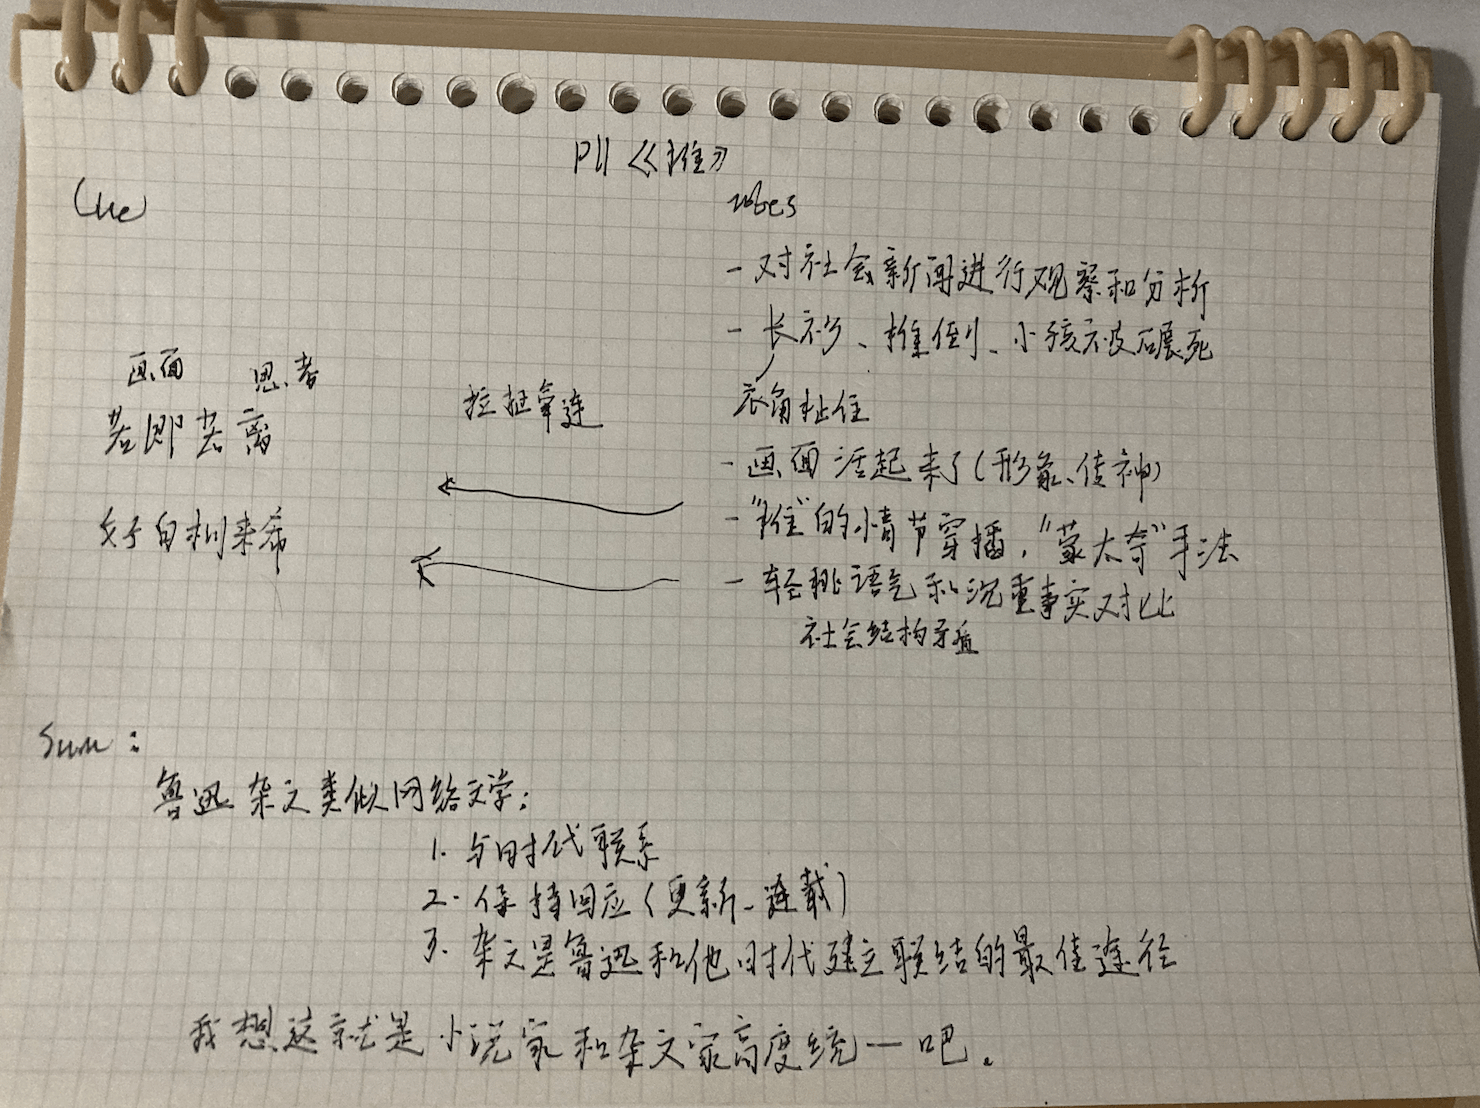 P11《推》
Cue
notes
- 对社会新闻进行观察和分析
- 长衫、推倒、小孩被碾死
衣角扯住
画面 思考
若即若离
拉扯牵连
- 画面活起来了(形象、传神)
- "推"的情节穿插,"蒙太奇"手法
好自
- 轻挑语气和沉重事实对比
社会结构矛盾
Sum:
鲁迅杂文类似网络文学:
1. 与时代联系
2. 保持回应(更新_连载)
3. 杂文是鲁迅和他时代建立联结的最佳途径
我想这就是小说家和杂文家高度统一吧。